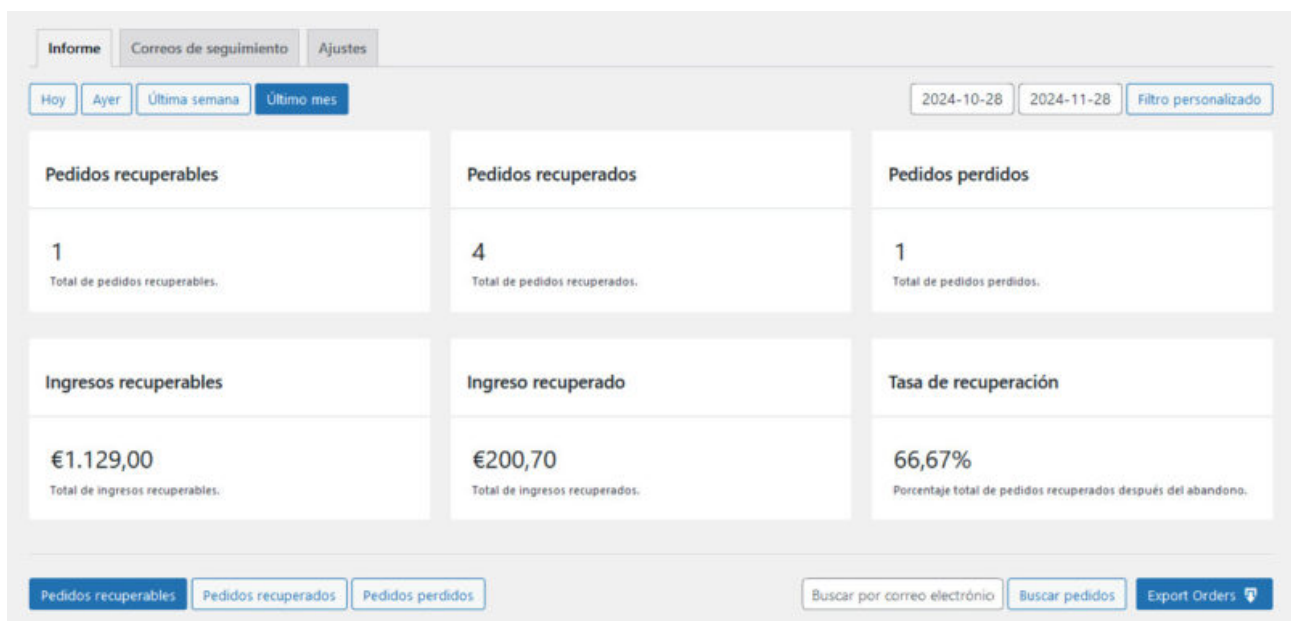 Informe Correos de seguimiento Ajustes
Hoy Ayer Última semana Último mes 2024-10-28 2024-11-28 Filtro personalizado
Pedidos recuperables Pedidos recuperados Pedidos perdidos
1 4 1
Total de pedidos recuperables. Total de pedidos recuperados. Total de pedidos perdidos.
Ingresos recuperables Ingreso recuperado Tasa de recuperación
€1.129,00 €200,70 66,67%
Total de ingresos recuperables. Total de ingresos recuperados. Porcentaje total de pedidos recuperados después del abandono.
Pedidos recuperables Pedidos recuperados Pedidos perdidos Buscar por correo electrónio Buscar pedidos Export Orders